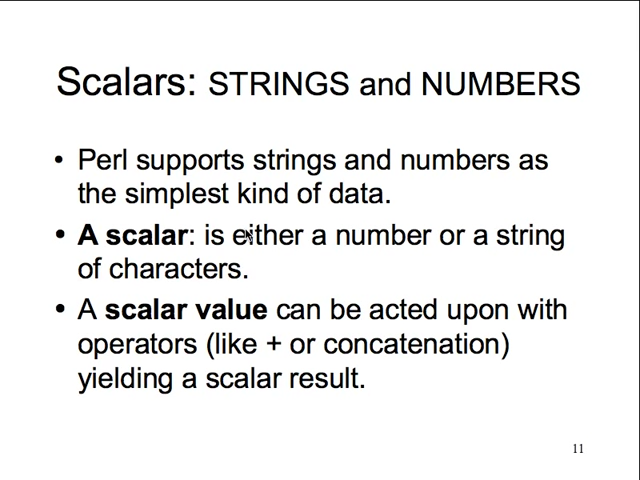 Scalars: STRINGS and NUMBERS
• Perl supports strings and numbers as
the simplest kind of data.
• A scalar: is either a number or a string
of characters.
• A scalar value can be acted upon with
operators (like + or concatenation)
yielding a scalar result.
11